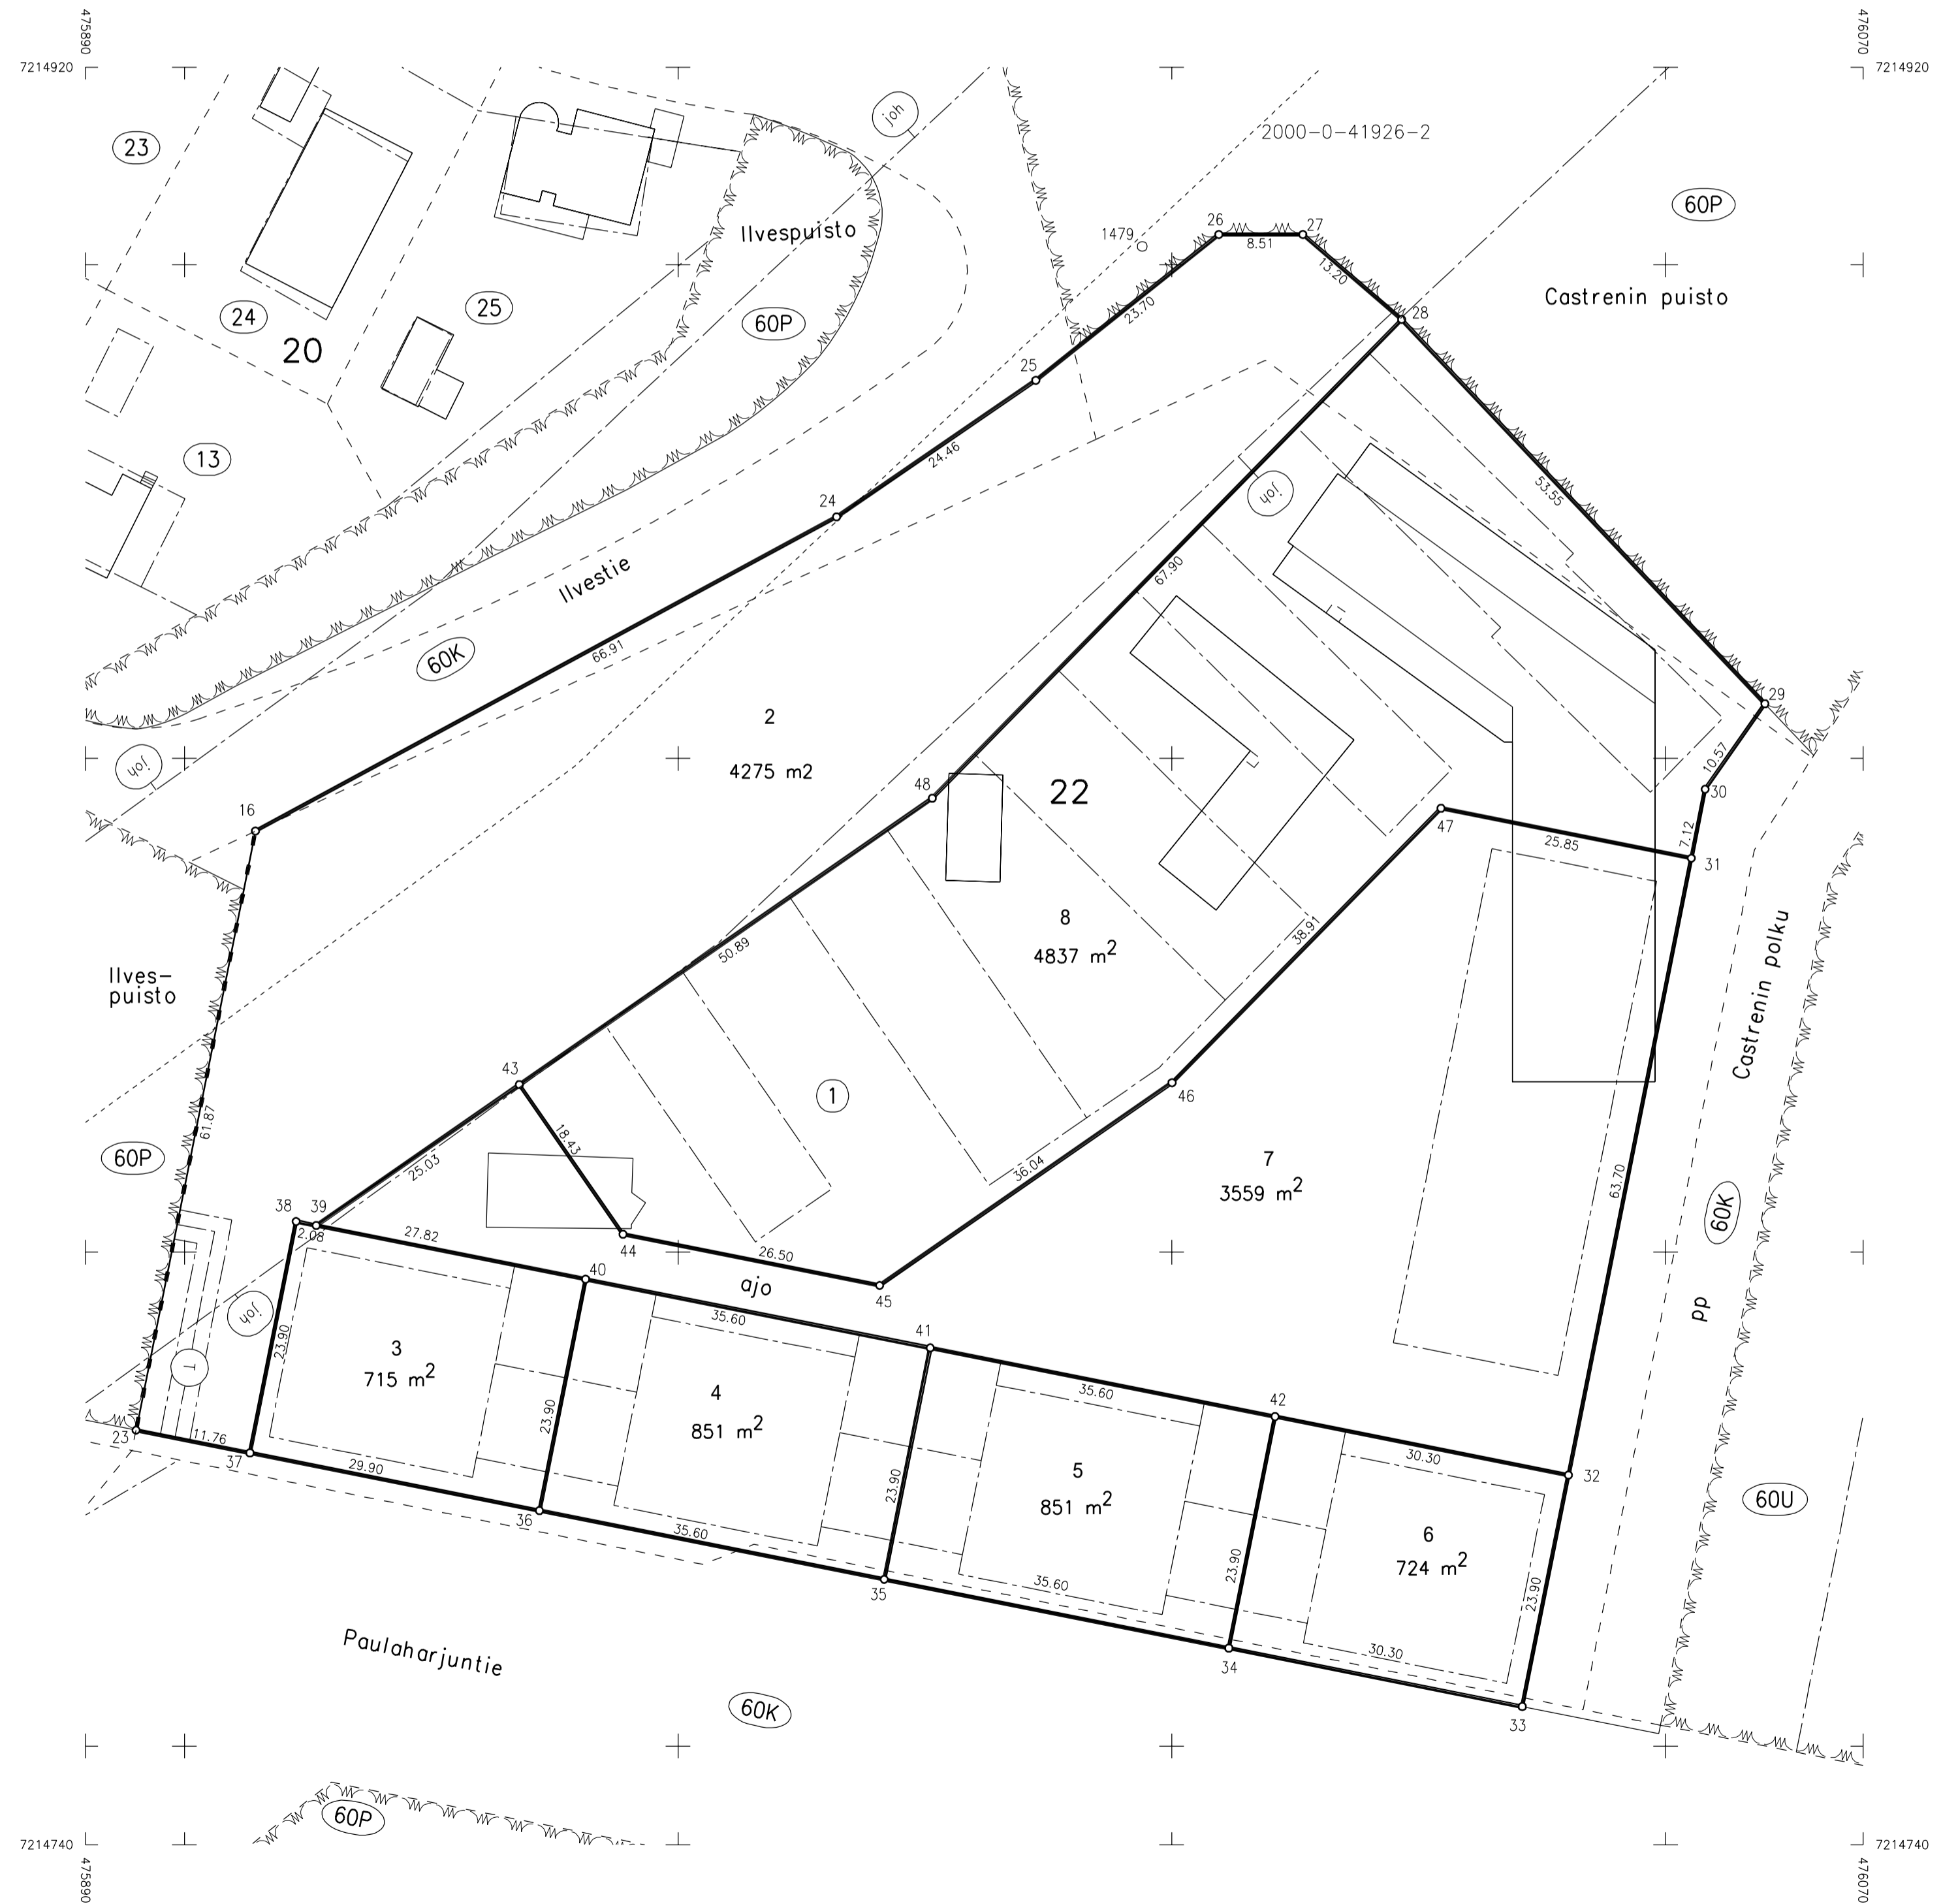 475890
476070
7214920
7214920
2000-0-41926-2
joh
23
60P
Ilvespuisto
26
27
1479
8.51
13.20
Castrenin puisto
24
25
60P
23.70
28
20
25
13
24.46
53.55
24
joh
Ilvestie
67.90
60K
66.91
29
2
4275 m2
joh
10.57
48
22
30
16
47
25.85
7.12
31
8
4837 m2
38.91
50.89
Castrenin polku
Ilves-
puisto
43
1
46
61.87
18.43
60P
25.03
36.04
7
3559 m2
63.70
60K
38
39
2.08
27.82
44
26.50
40
ajo
45
pp
joh
35.60
41
23.90
3
715 m2
T
4
851 m2
35.60
42
23.90
30.30
32
23
11.76
37
29.90
5
851 m2
23.90
60U
36
35.60
6
724 m2
35.60
23.90
23.90
35
30.30
34
Paulaharjuntie
60K
33
60P
7214740
7214740
475890
476070